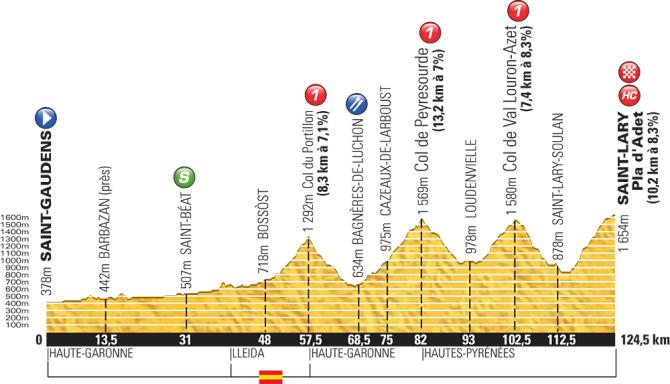 378m SAINT-GAUDENS
442m BARBAZAN (près)
S
507m SAINT-BÉAT
718m BOSSÒST
1
1 292m Col du Portillon
(8,3 km à 7,1%)
634m BAGNÈRES-DE-LUCHON
975m CAZEAUX-DE-LARBOUST
1
1 569m Col de Peyresourde
(13,2 km à 7%)
978m LOUDENVIELLE
1
1 580m Col de Val Louron-Azet
(7,4 km à 8,3%)
878m SAINT-LARY-SOULAN
HC
1 654m SAINT-LARY
Pla d'Adet
(10,2 km à 8,3%)
1600m
1500m
1400m
1300m
1200m
1100m
1000m
900m
800m
700m
600m
500m
400m
300m
200m
100m
0 13,5 31 48 57,5 68,5 75 82 93 102,5 112,5 124,5 km
HAUTE-GARONNE LLEIDA HAUTE-GARONNE HAUTES-PYRÉNÉES